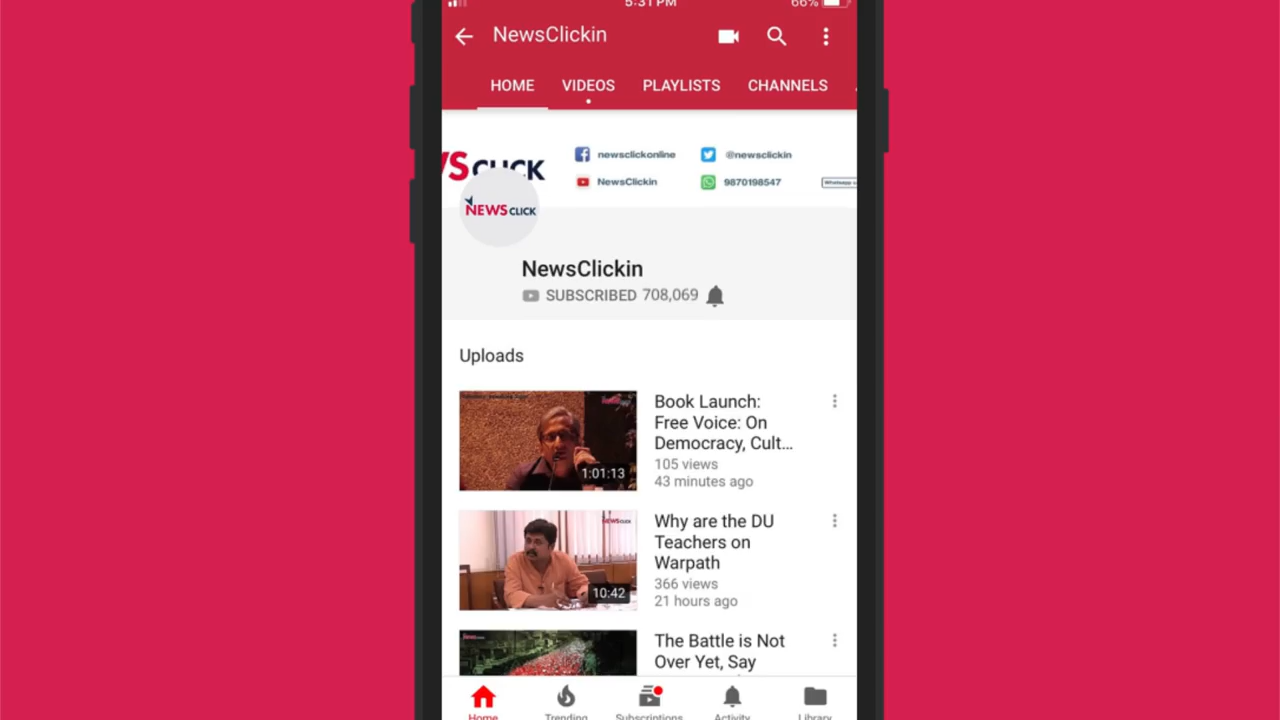 5:31 PM 66%
NewsClickin
HOME VIDEOS PLAYLISTS CHANNELS
WS CLICK
newsclickonline @newsclickin
NewsClickin 9870198547
NEWS CLICK
NewsClickin
SUBSCRIBED 708,069
Uploads
Book Launch:
Free Voice: On
Democracy, Cult...
105 views
43 minutes ago
1:01:13
Why are the DU
Teachers on
Warpath
366 views
21 hours ago
NEWSCLICK
10:42
The Battle is Not
Over Yet, Say
Home Trending Subscriptions Activity Library